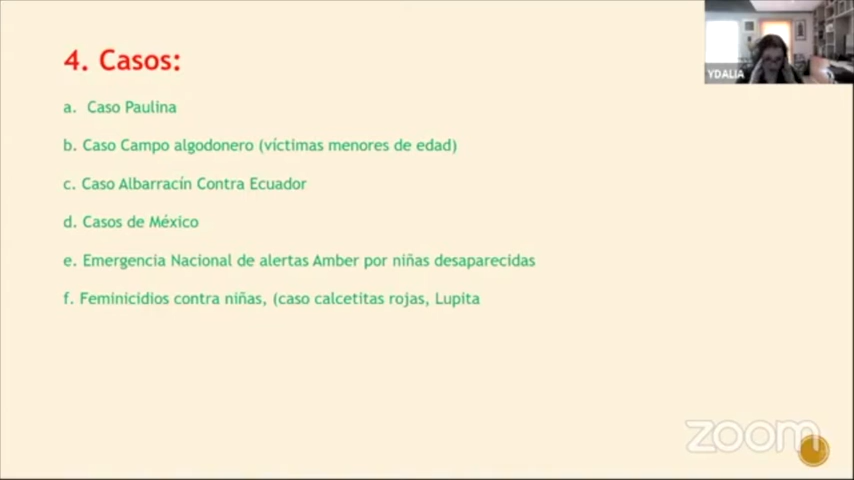 4. Casos:
a. Caso Paulina
b. Caso Campo algodonero (víctimas menores de edad)
c. Caso Albarracín Contra Ecuador
d. Casos de México
e. Emergencia Nacional de alertas Amber por niñas desaparecidas
f. Feminicidios contra niñas, (caso calcetitas rojas, Lupita
YDALIA
zoom